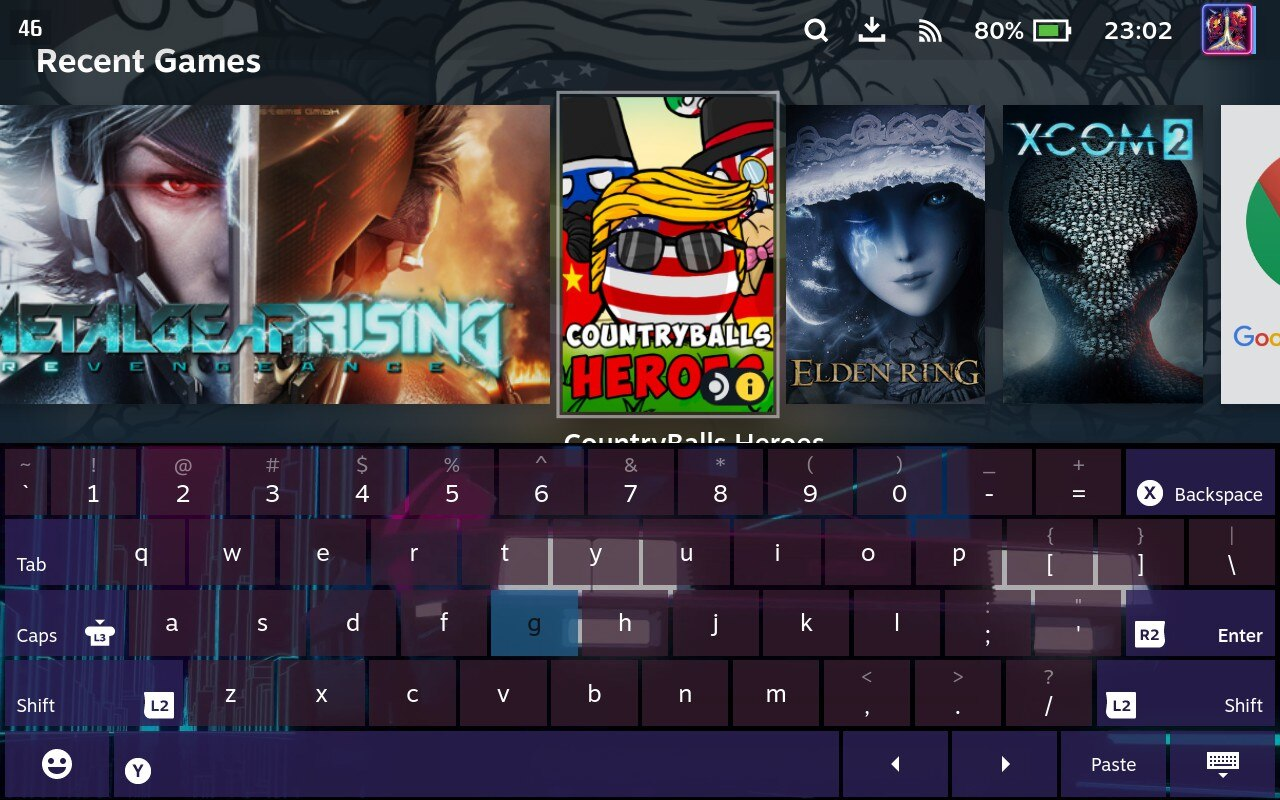 46
80%
23:02
Recent Games
METAL GEAR RISING
REVENGEANCE
COUNTRYBALLS
HEROES
ELDEN RING
XCOM 2
CountryBalls Heroes
~ ! @ # $ % ^ & * ( ) _ +
` 1 2 3 4 5 6 7 8 9 0 - = X Backspace
{ } |
Tab q w e r t y u i o p [ ] \
: "
Caps L3 a s d f g h j k l ; ' R2 Enter
< > ?
Shift L2 z x c v b n m , . / L2 Shift
Y Paste